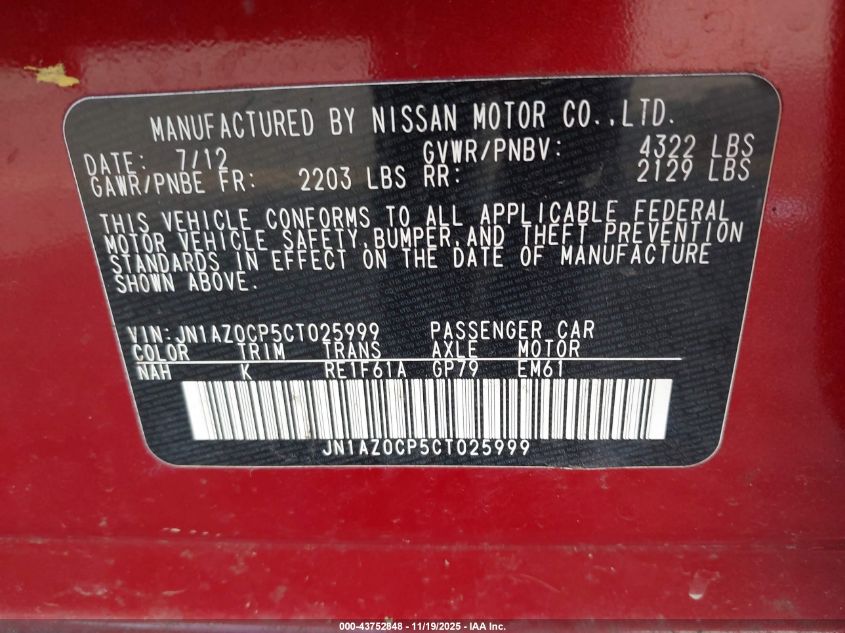 MANUFACTURED BY NISSAN MOTOR CO.,LTD.
DATE: 7/12 GVWR/PNBV: 4322 LBS
GAWR/PNBE FR: 2203 LBS RR: 2129 LBS
THIS VEHICLE CONFORMS TO ALL APPLICABLE FEDERAL
MOTOR VEHICLE SAFETY,BUMPER,AND THEFT PREVENTION
STANDARDS IN EFFECT ON THE DATE OF MANUFACTURE
SHOWN ABOVE.
VIN:JN1AZ0CP5CT025999 PASSENGER CAR
COLOR TRIM TRANS AXLE MOTOR
NAH K RE1F61A GP79 EM61
JN1AZ0CP5CT025999
000-43752848 - 11/19/2025 - IAA Inc.